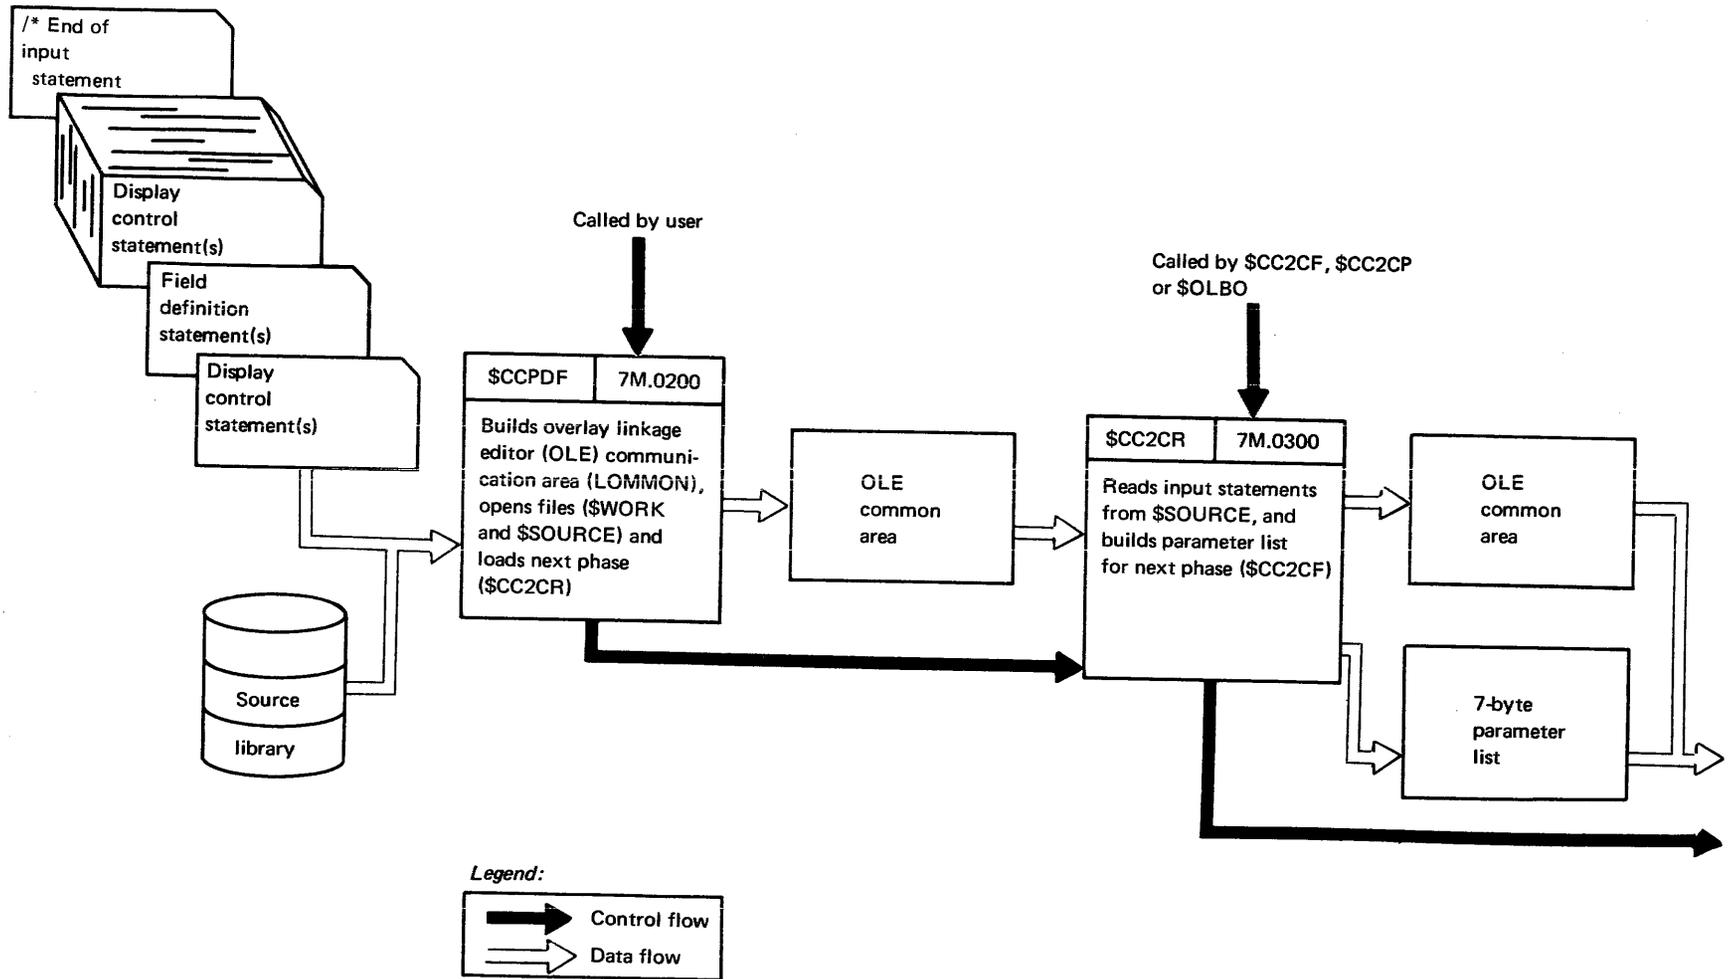 /* End of
input
statement
Display
control
statement(s)
Field
definition
statement(s)
Display
control
statement(s)
Source
library
Called by user
$CCPDF
7M.0200
Builds overlay linkage
editor (OLE) communi-
cation area (LOMMON),
opens files ($WORK
and $SOURCE) and
loads next phase
($CC2CR)
OLE
common
area
Called by $CC2CF, $CC2CP
or $OLBO
$CC2CR
7M.0300
Reads input statements
from $SOURCE, and
builds parameter list
for next phase ($CC2CF)
OLE
common
area
7-byte
parameter
list
Legend:
Control flow
Data flow